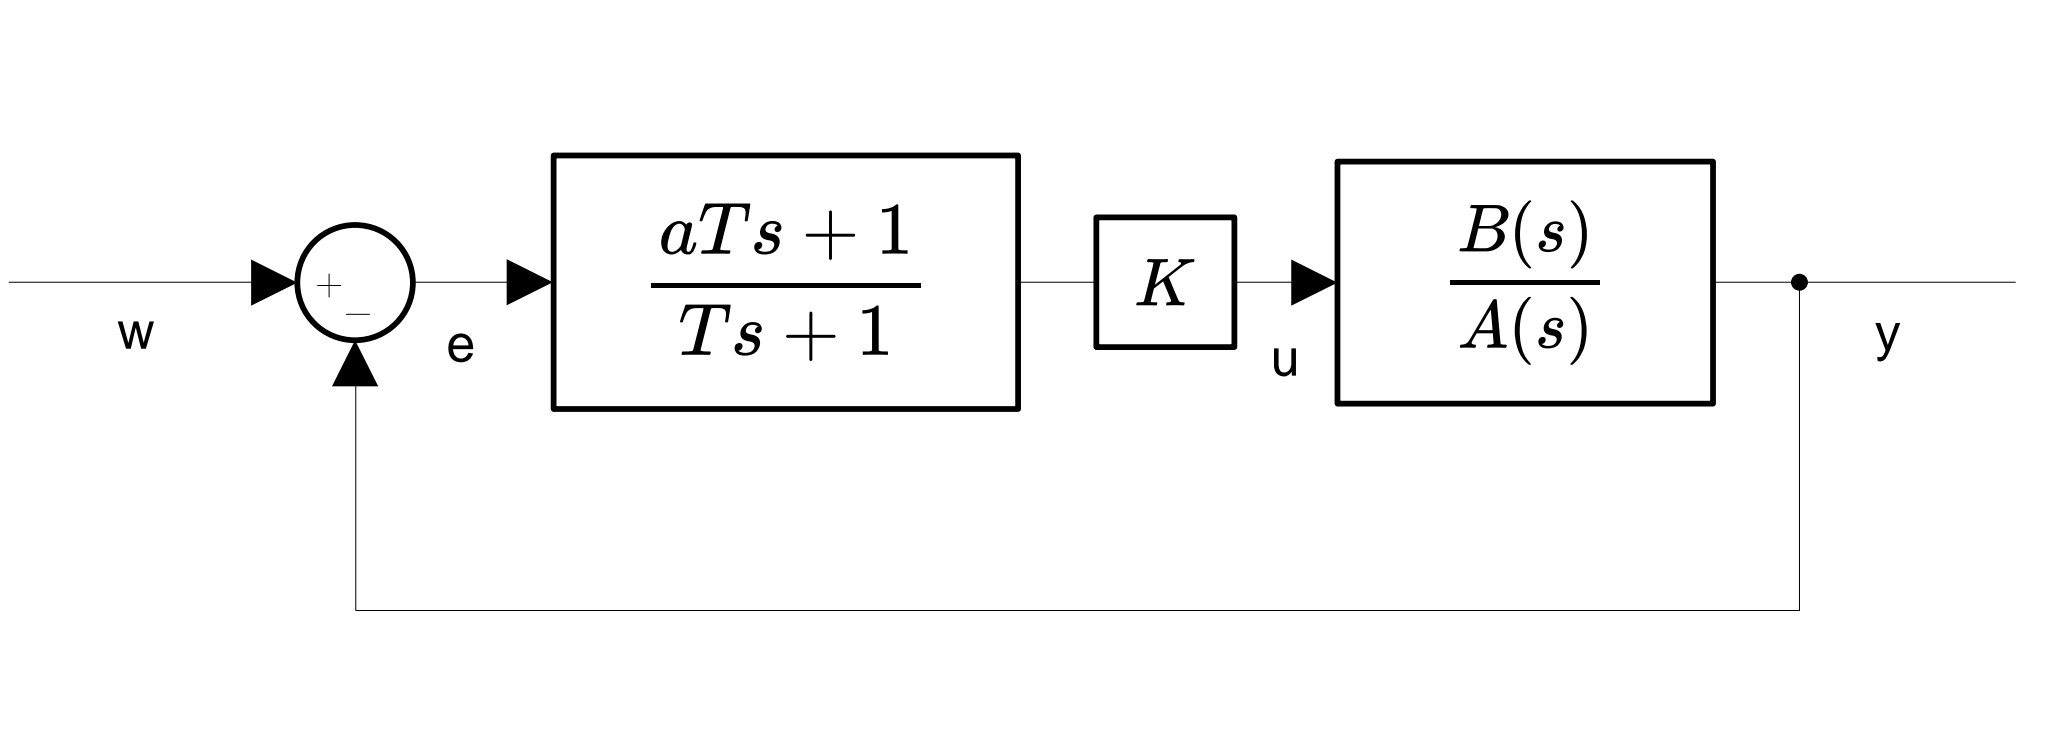 w
+
−
e
aTs + 1
Ts + 1
K
u
B(s)
A(s)
y